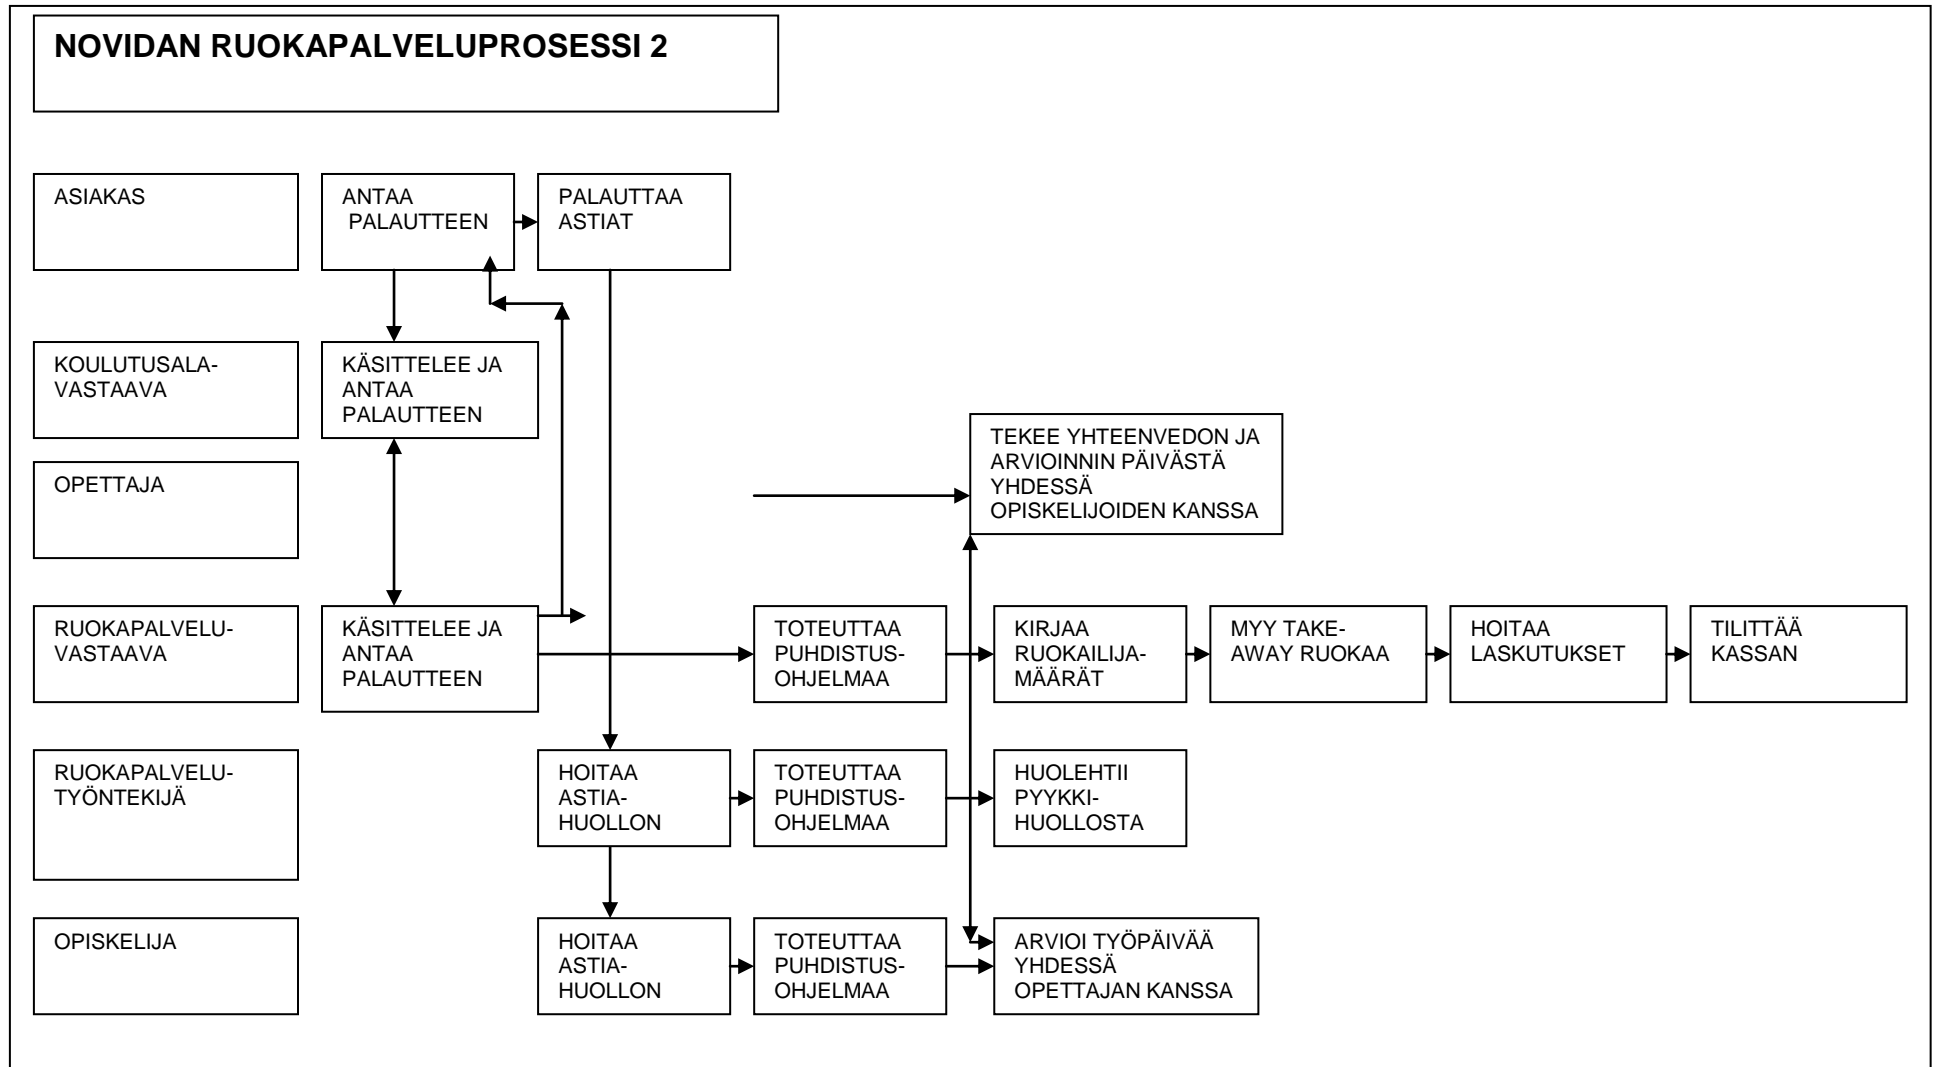 NOVIDAN RUOKAPALVELUPROSESSI 2
ASIAKAS
ANTAA
PALAUTTEEN
PALAUTTAA
ASTIAT
KOULUTUSALA-
VASTAAVA
KÄSITTELEE JA
ANTAA
PALAUTTEEN
OPETTAJA
TEKEE YHTEENVEDON JA
ARVIOINNIN PÄIVÄSTÄ
YHDESSÄ
OPISKELIJOIDEN KANSSA
RUOKAPALVELU-
VASTAAVA
KÄSITTELEE JA
ANTAA
PALAUTTEEN
TOTEUTTAA
PUHDISTUS-
OHJELMAA
KIRJAA
RUOKAILIJA-
MÄÄRÄT
MYY TAKE-
AWAY RUOKAA
HOITAA
LASKUTUKSET
TILITTÄÄ
KASSAN
RUOKAPALVELU-
TYÖNTEKIJÄ
HOITAA
ASTIA-
HUOLLON
TOTEUTTAA
PUHDISTUS-
OHJELMAA
HUOLEHTII
PYYKKI-
HUOLLOSTA
OPISKELIJA
HOITAA
ASTIA-
HUOLLON
TOTEUTTAA
PUHDISTUS-
OHJELMAA
ARVIOI TYÖPÄIVÄÄ
YHDESSÄ
OPETTAJAN KANSSA